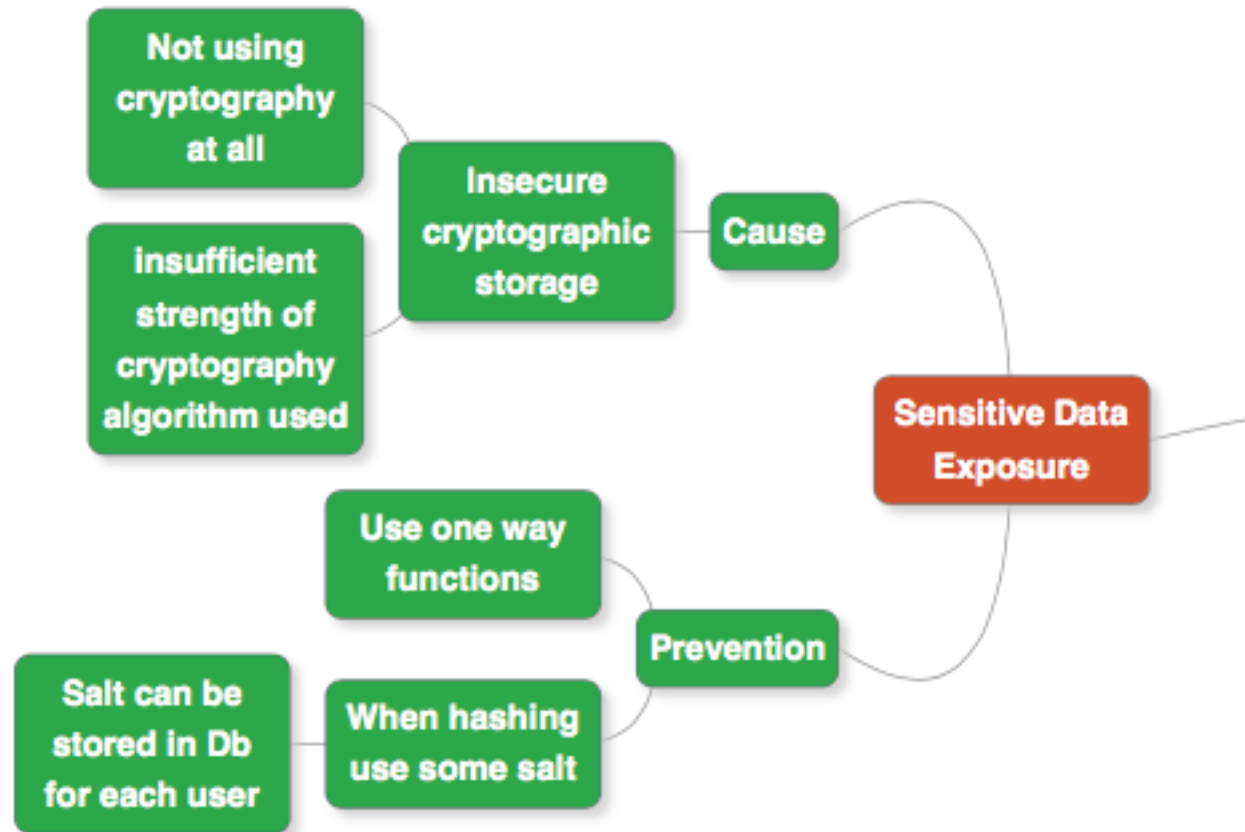 Not using
cryptography
at all
insufficient
strength of
cryptography
algorithm used
Insecure
cryptographic
storage
Cause
Sensitive Data
Exposure
Use one way
functions
Prevention
When hashing
use some salt
Salt can be
stored in Db
for each user